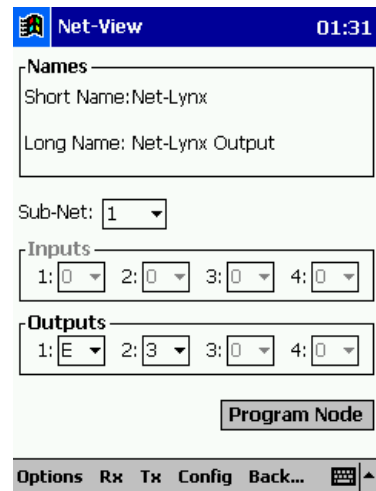 Net-View 01:31
Names
Short Name:Net-Lynx
Long Name: Net-Lynx Output
Sub-Net: 1
Inputs
1: 0 2: 0 3: 0 4: 0
Outputs
1: E 2: 3 3: 0 4: 0
Program Node
Options Rx Tx Config Back...